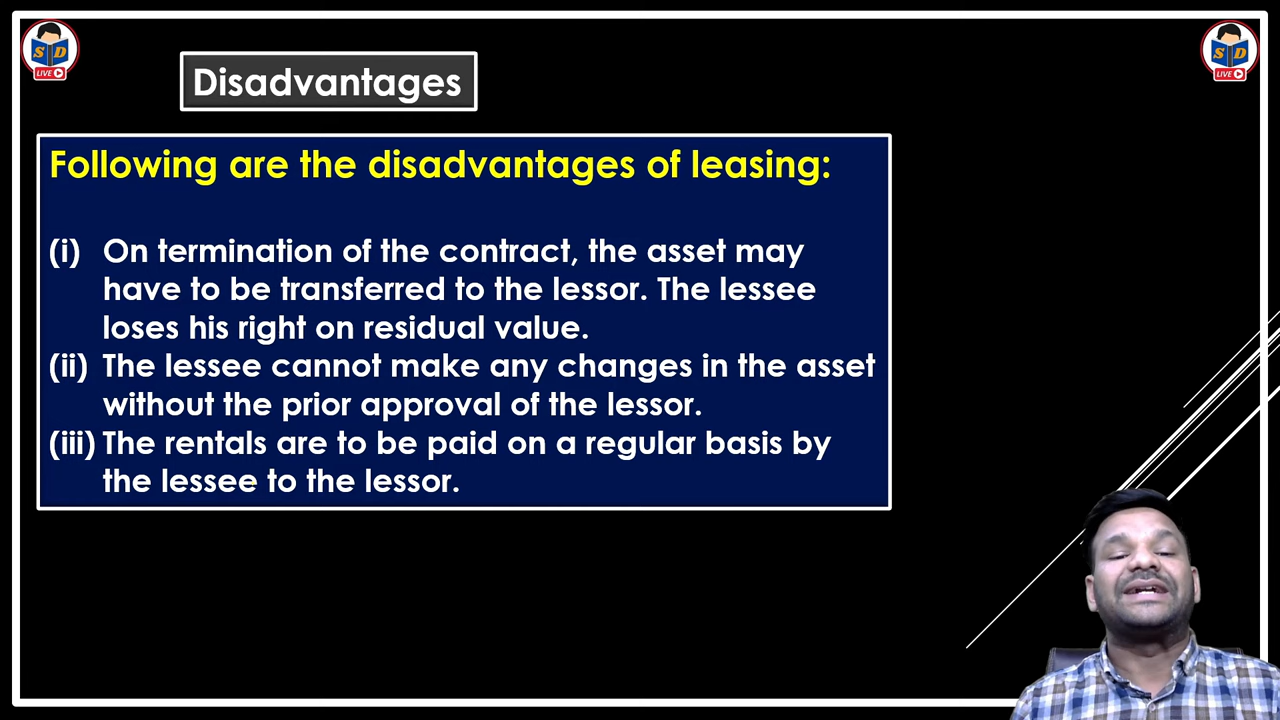 S D
LIVE
S D
LIVE
Disadvantages
Following are the disadvantages of leasing:
(i) On termination of the contract, the asset may
have to be transferred to the lessor. The lessee
loses his right on residual value.
(ii) The lessee cannot make any changes in the asset
without the prior approval of the lessor.
(iii) The rentals are to be paid on a regular basis by
the lessee to the lessor.